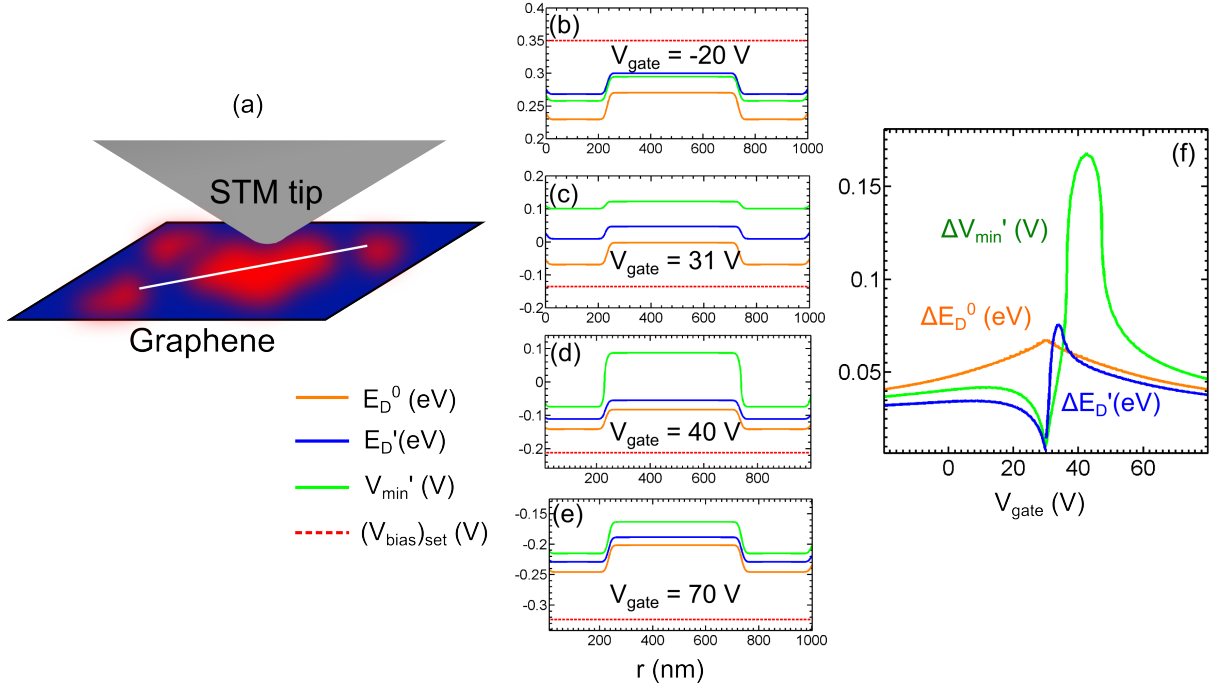 (a)
STM tip
Graphene
E_D^0 (eV)
E_D'(eV)
V_min' (V)
(V_bias)_set (V)
(b)
V_gate = -20 V
0.4
0.35
0.3
0.25
0.2
0 200 400 600 800 1000
(c)
V_gate = 31 V
0.2
0.1
0
-0.1
-0.2
0 200 400 600 800 1000
(d)
V_gate = 40 V
0.1
0
-0.1
-0.2
200 400 600 800
(e)
V_gate = 70 V
-0.15
-0.2
-0.25
-0.3
200 400 600 800 1000
r (nm)
(f)
0.15
0.1
0.05
ΔV_min' (V)
ΔE_D^0 (eV)
ΔE_D'(eV)
0 20 40 60
V_gate (V)